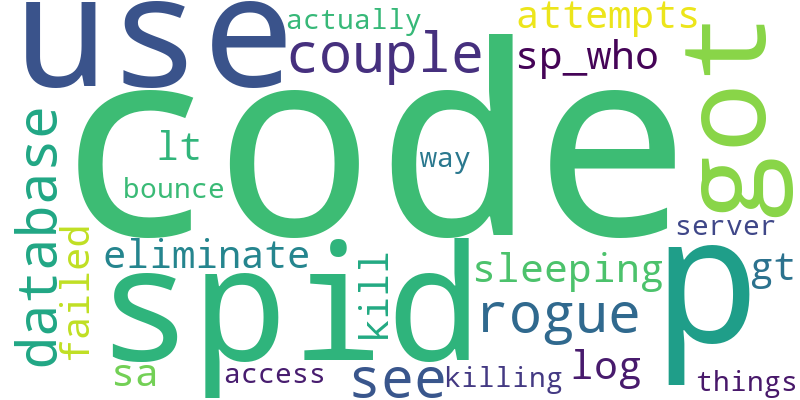 use
actually
attempts
couple
sp_who
got
code
database
lt
way
bounce
failed
eliminate
server
spid
kill
sleeping
p
gt
rogue
sa
access
see
killing
log
things